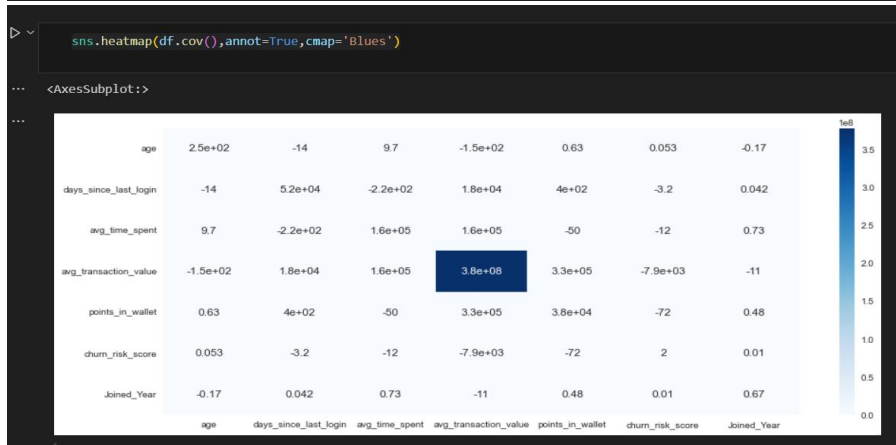 sns.heatmap(df.cov(),annot=True,cmap='Blues')
...
<AxesSubplot:>
...
1e8
age 2.5e+02 -14 9.7 -1.5e+02 0.63 0.053 -0.17
days_since_last_login -14 5.2e+04 -2.2e+02 1.8e+04 4e+02 -3.2 0.042
avg_time_spent 9.7 -2.2e+02 1.6e+05 1.6e+05 -50 -12 0.73
avg_transaction_value -1.5e+02 1.8e+04 1.6e+05 3.8e+08 3.3e+05 -7.9e+03 -11
points_in_wallet 0.63 4e+02 -50 3.3e+05 3.8e+04 -72 0.48
churn_risk_score 0.053 -3.2 -12 -7.9e+03 -72 2 0.01
Joined_Year -0.17 0.042 0.73 -11 0.48 0.01 0.67
age days_since_last_login avg_time_spent avg_transaction_value points_in_wallet churn_risk_score Joined_Year
3.5
3.0
2.5
2.0
1.5
1.0
0.5
0.0